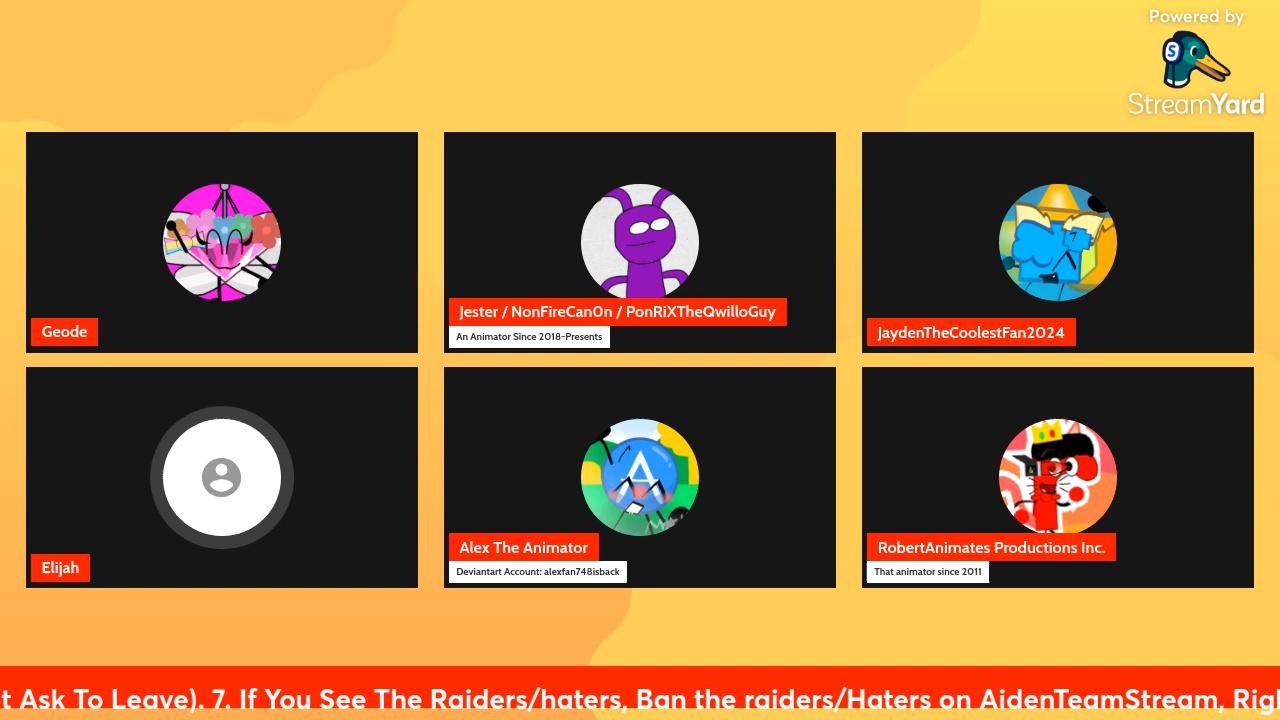 Powered by
StreamYard
Geode
Jester / NonFireCan0n / PonRiXTheQwilloGuy
An Animator Since 2018-Presents
JaydenTheCoolestFan2024
Elijah
Alex The Animator
Deviantart Account: alexfan748isback
RobertAnimates Productions Inc.
That animator since 2011
t Ask To Leave). 7. If You See The Raiders/haters, Ban the raiders/Haters on AidenTeamStream, Rig